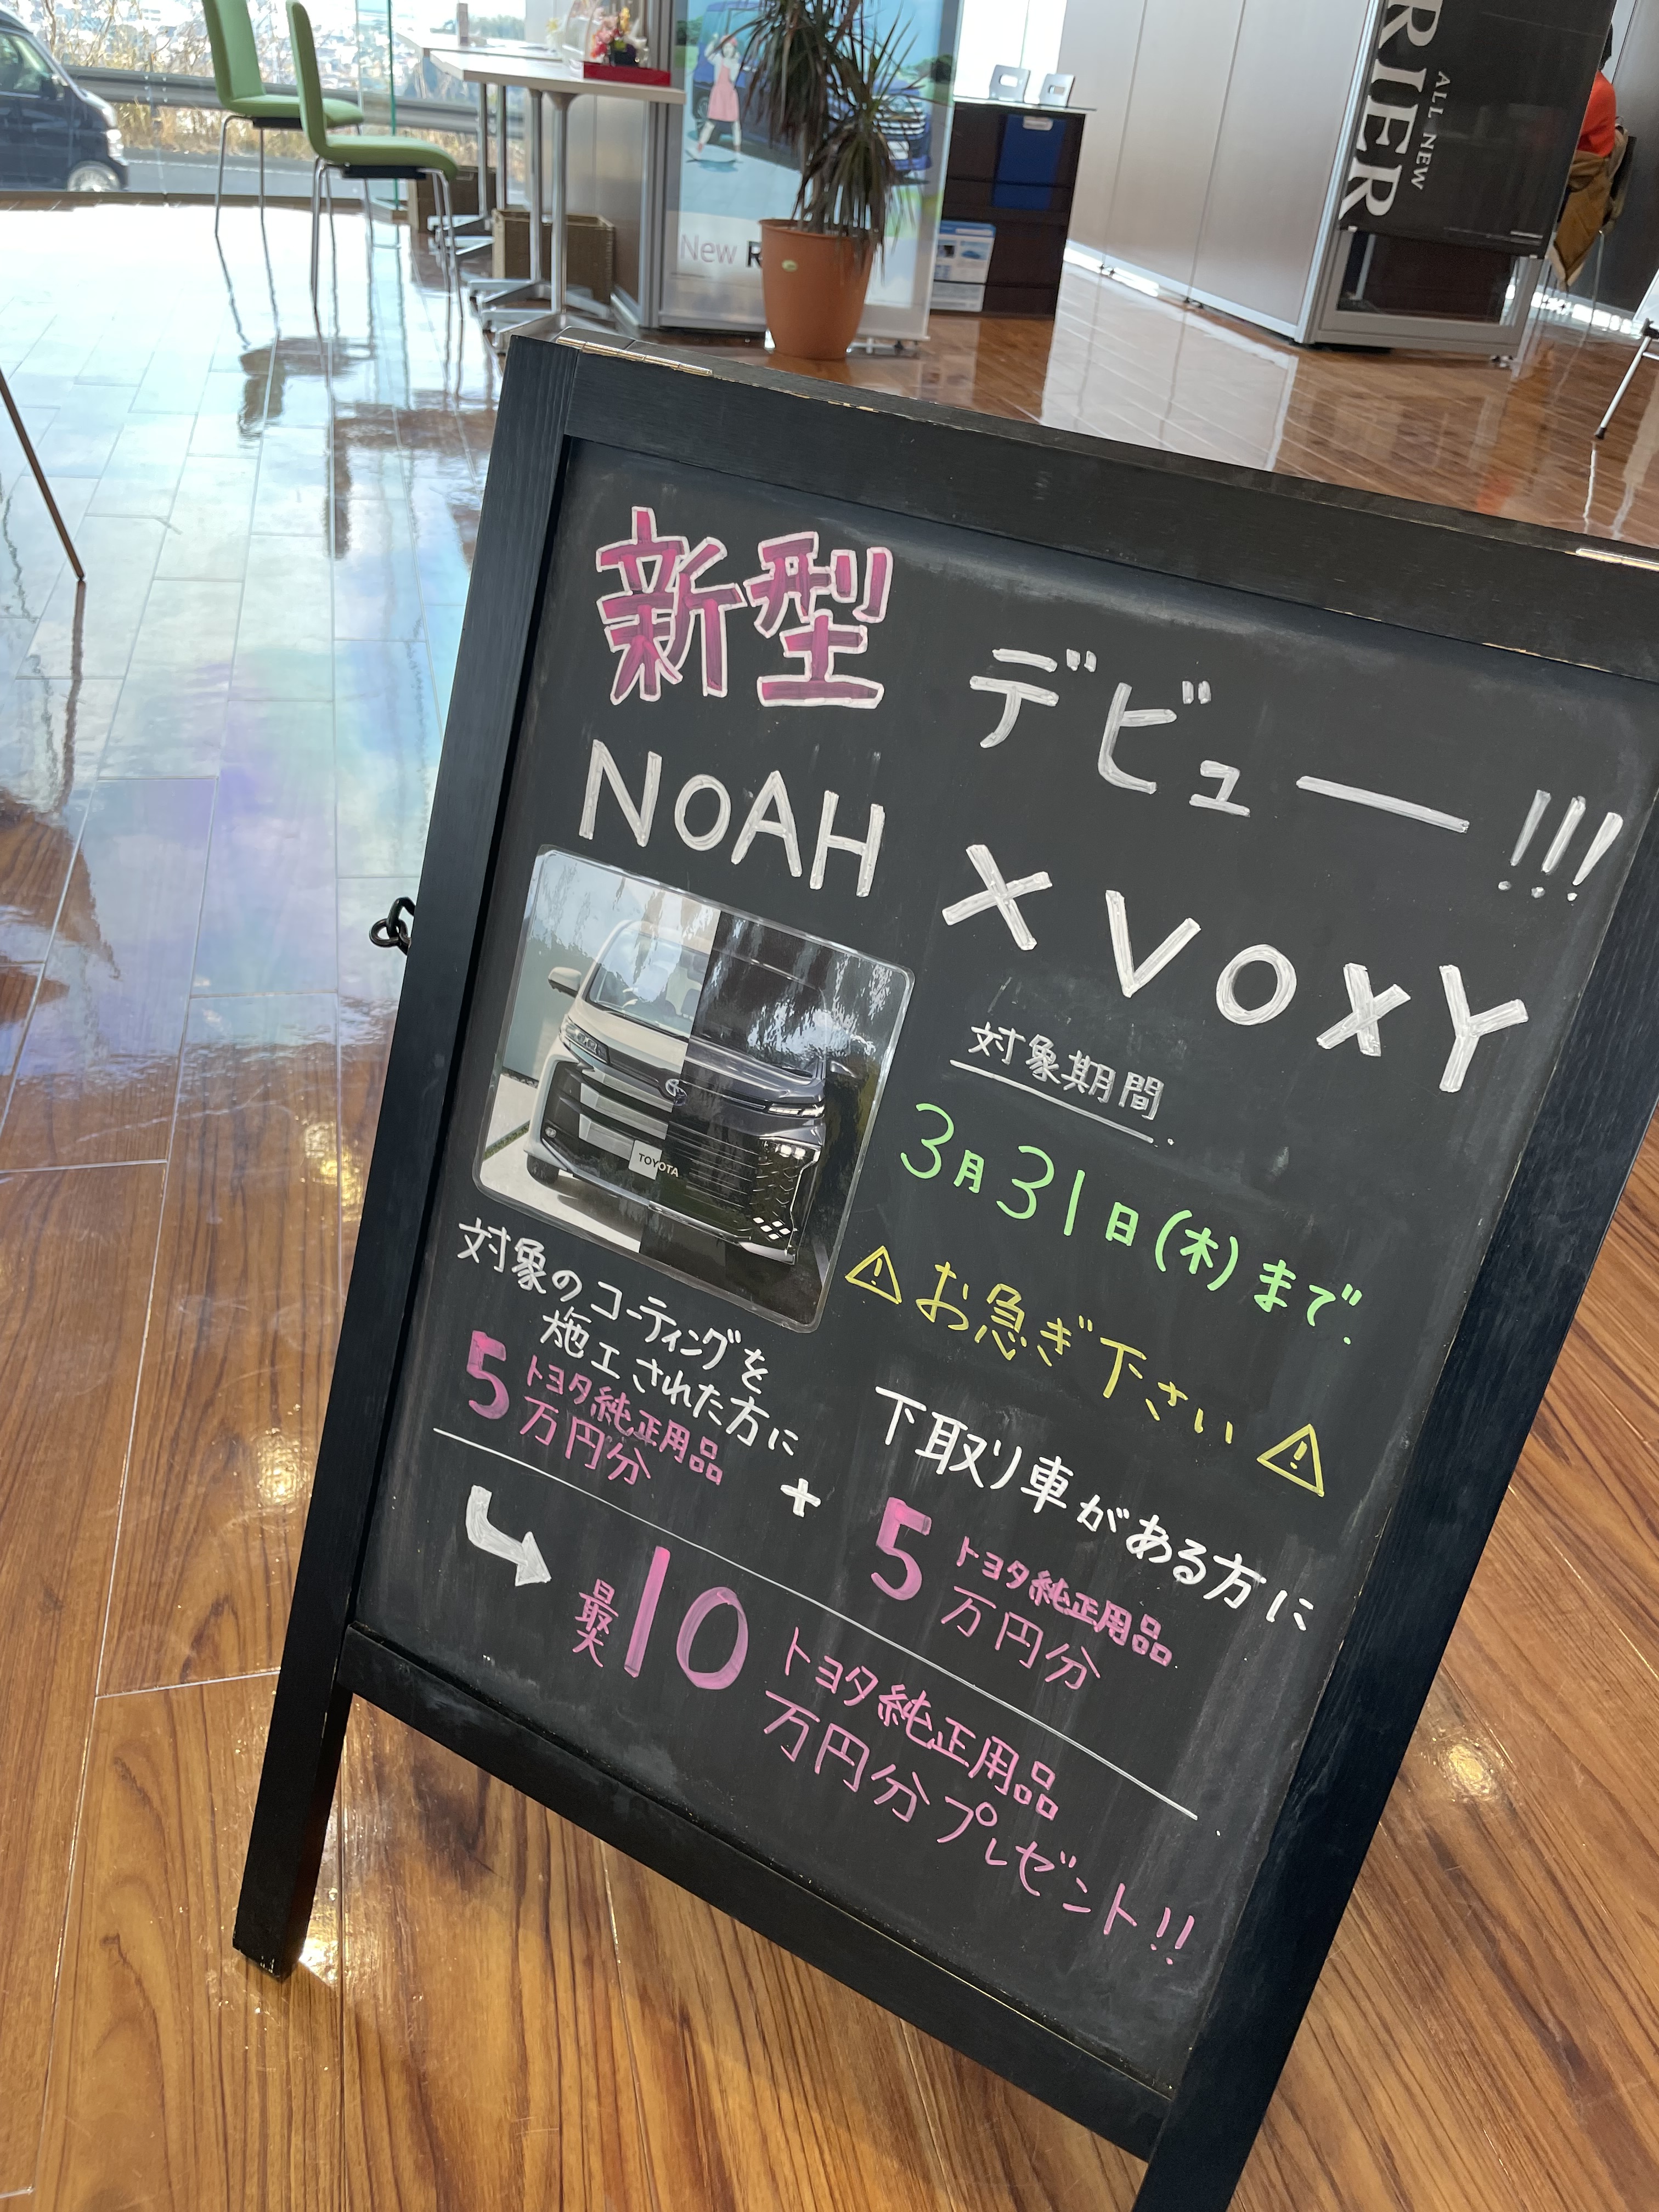 RIER
ALL NEW
New R
新型 デビュー!!!
NOAH × VOXY
TOYOTA
対象期間
3月31日(木)まで.
⚠お急ぎ下さい⚠
対象のコーティングを
施工された方に
5 トヨタ純正用品
万円分
+
下取り車がある方に
5 トヨタ純正用品
万円分
最大10 トヨタ純正用品
万円分プレゼント!!